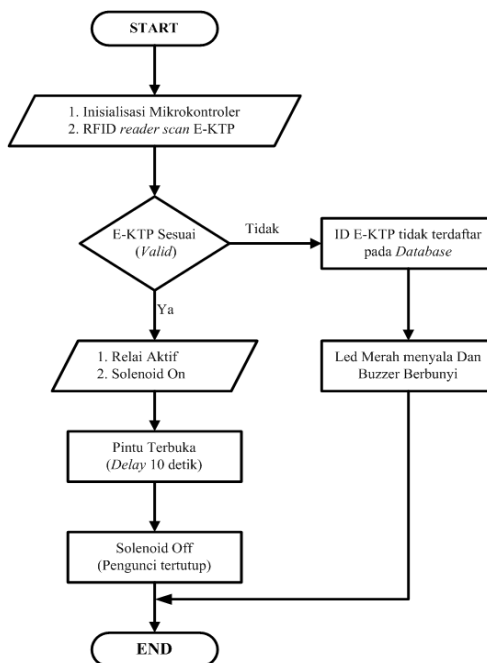 START
1. Inisialisasi Mikrokontroler
2. RFID reader scan E-KTP
E-KTP Sesuai
(Valid)
Tidak
ID E-KTP tidak terdaftar
pada Database
Ya
1. Relai Aktif
2. Solenoid On
Led Merah menyala Dan
Buzzer Berbunyi
Pintu Terbuka
(Delay 10 detik)
Solenoid Off
(Pengunci tertutup)
END